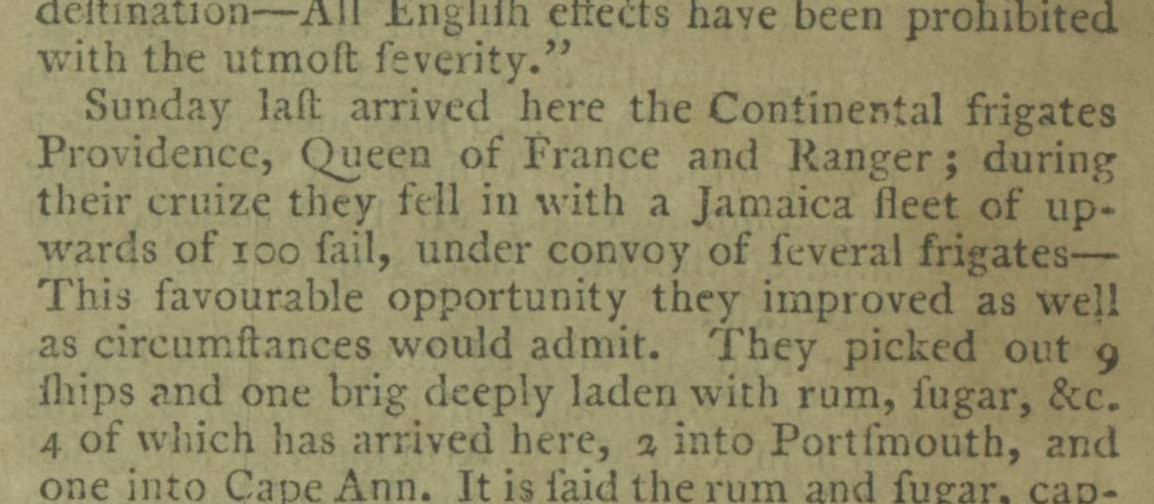 deſtination—All Engliſh effects have been prohibited
with the utmoſt ſeverity.”
Sunday laſt arrived here the Continental frigates
Providence, Queen of France and Ranger; during
their cruize they fell in with a Jamaica fleet of up-
wards of 100 ſail, under convoy of ſeveral frigates—
This favourable opportunity they improved as well
as circumſtances would admit. They picked out 9
ſhips and one brig deeply laden with rum, ſugar, &c.
4 of which has arrived here, 2 into Portſmouth, and
one into Cape Ann. It is ſaid the rum and ſugar, cap-